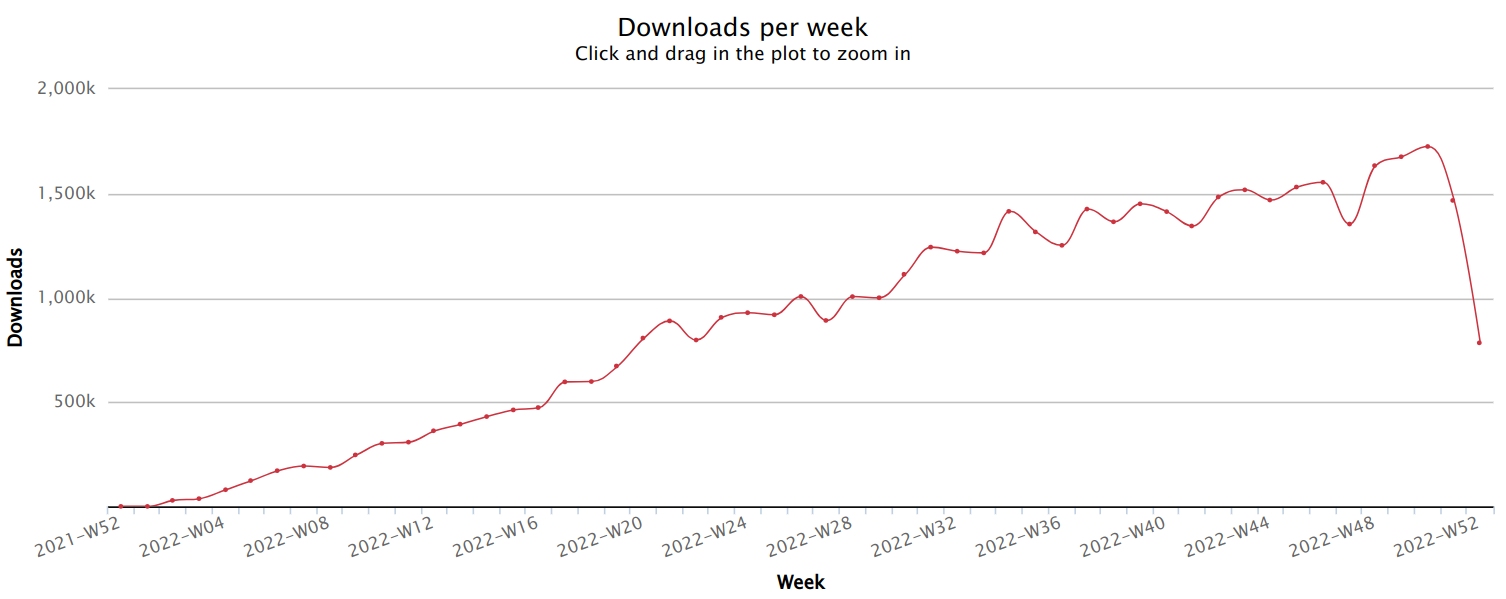 Downloads per week
Click and drag in the plot to zoom in
2,000k
1,500k
1,000k
500k
Downloads
2021–W52
2022–W04
2022–W08
2022–W12
2022–W16
2022–W20
2022–W24
2022–W28
2022–W32
2022–W36
2022–W40
2022–W44
2022–W48
2022–W52
Week